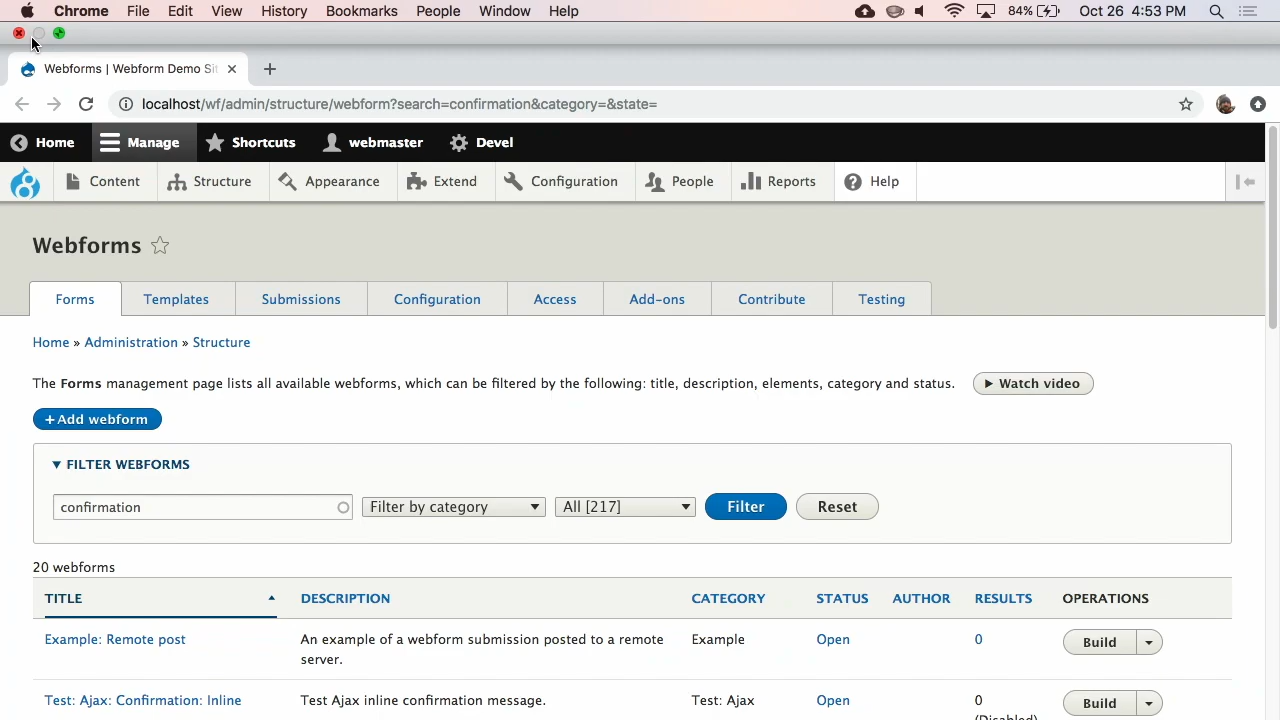 Chrome File Edit View History Bookmarks People Window Help 84% Oct 26 4:53 PM
Webforms | Webform Demo Sit
localhost/wf/admin/structure/webform?search=confirmation&category=&state=
Home Manage Shortcuts webmaster Devel
Content Structure Appearance Extend Configuration People Reports Help
Webforms
Forms Templates Submissions Configuration Access Add-ons Contribute Testing
Home » Administration » Structure
The Forms management page lists all available webforms, which can be filtered by the following: title, description, elements, category and status. Watch video
+ Add webform
FILTER WEBFORMS
confirmation Filter by category All [217] Filter Reset
20 webforms
TITLE DESCRIPTION CATEGORY STATUS AUTHOR RESULTS OPERATIONS
Example: Remote post An example of a webform submission posted to a remote Example Open 0 Build
server.
Test: Ajax: Confirmation: Inline Test Ajax inline confirmation message. Test: Ajax Open 0 Build
(Disabled)